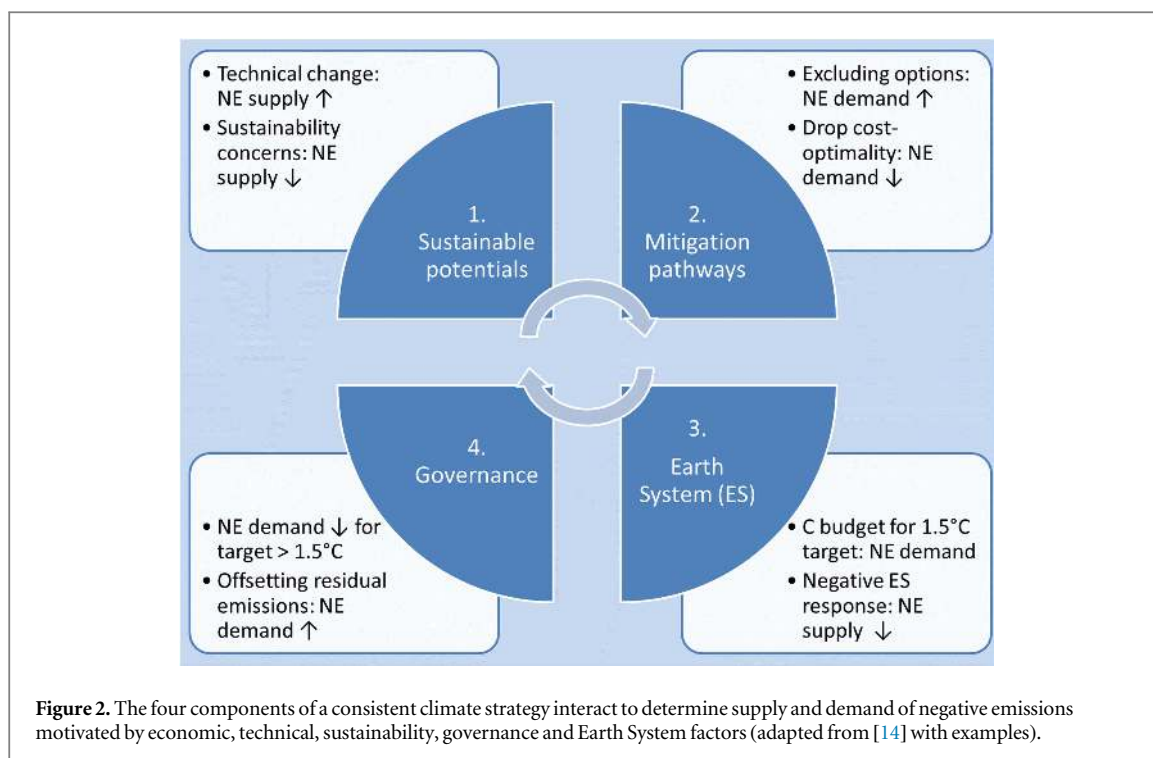 • Technical change:
NE supply ↑
• Sustainability
concerns: NE
supply ↓
• Excluding options:
NE demand ↑
• Drop cost-
optimality: NE
demand ↓
1.
Sustainable
potentials
2.
Mitigation
pathways
4.
Governance
3.
Earth
System (ES)
• NE demand ↓ for
target > 1.5°C
• Offsetting residual
emissions: NE
demand ↑
• C budget for 1.5°C
target: NE demand
• Negative ES
response: NE
supply ↓
Figure 2. The four components of a consistent climate strategy interact to determine supply and demand of negative emissions
motivated by economic, technical, sustainability, governance and Earth System factors (adapted from [14] with examples).